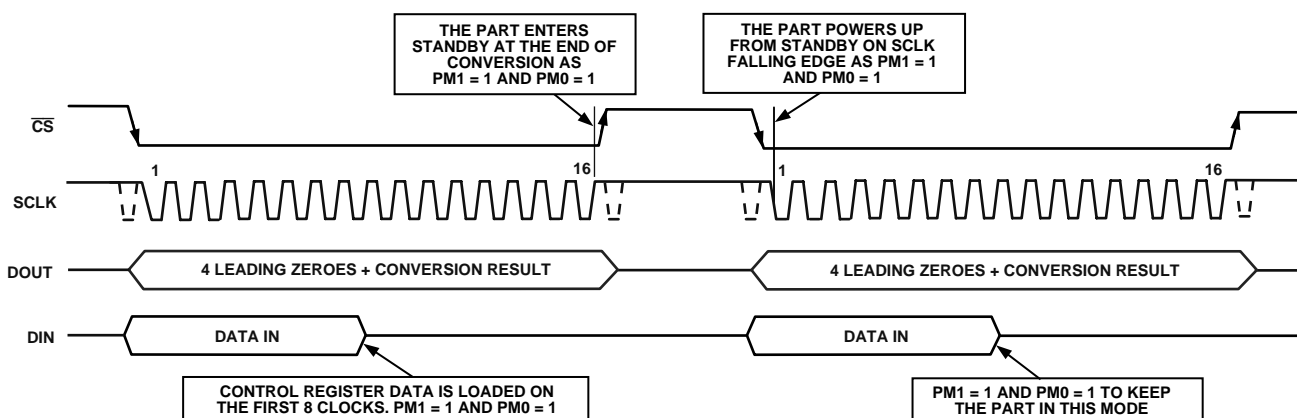 THE PART ENTERS
STANDBY AT THE END OF
CONVERSION AS
PM1 = 1 AND PM0 = 1
THE PART POWERS UP
FROM STANDBY ON SCLK
FALLING EDGE AS PM1 = 1
AND PM0 = 1
CS
1
16
1
16
SCLK
DOUT
4 LEADING ZEROES + CONVERSION RESULT
4 LEADING ZEROES + CONVERSION RESULT
DIN
DATA IN
DATA IN
CONTROL REGISTER DATA IS LOADED ON
THE FIRST 8 CLOCKS. PM1 = 1 AND PM0 = 1
PM1 = 1 AND PM0 = 1 TO KEEP
THE PART IN THIS MODE